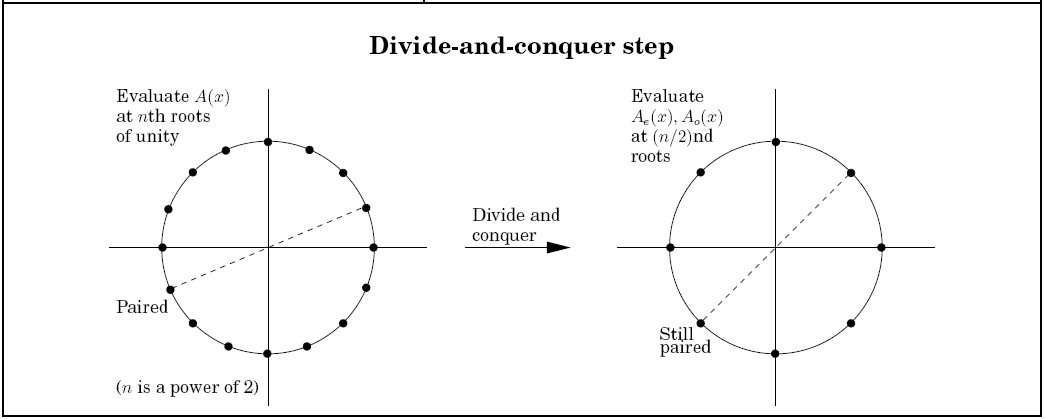 Divide-and-conquer step
Evaluate A(x)
at nth roots
of unity
Paired
(n is a power of 2)
Divide and
conquer
Evaluate
Aₑ(x), Aₒ(x)
at (n/2)nd
roots
Still
paired